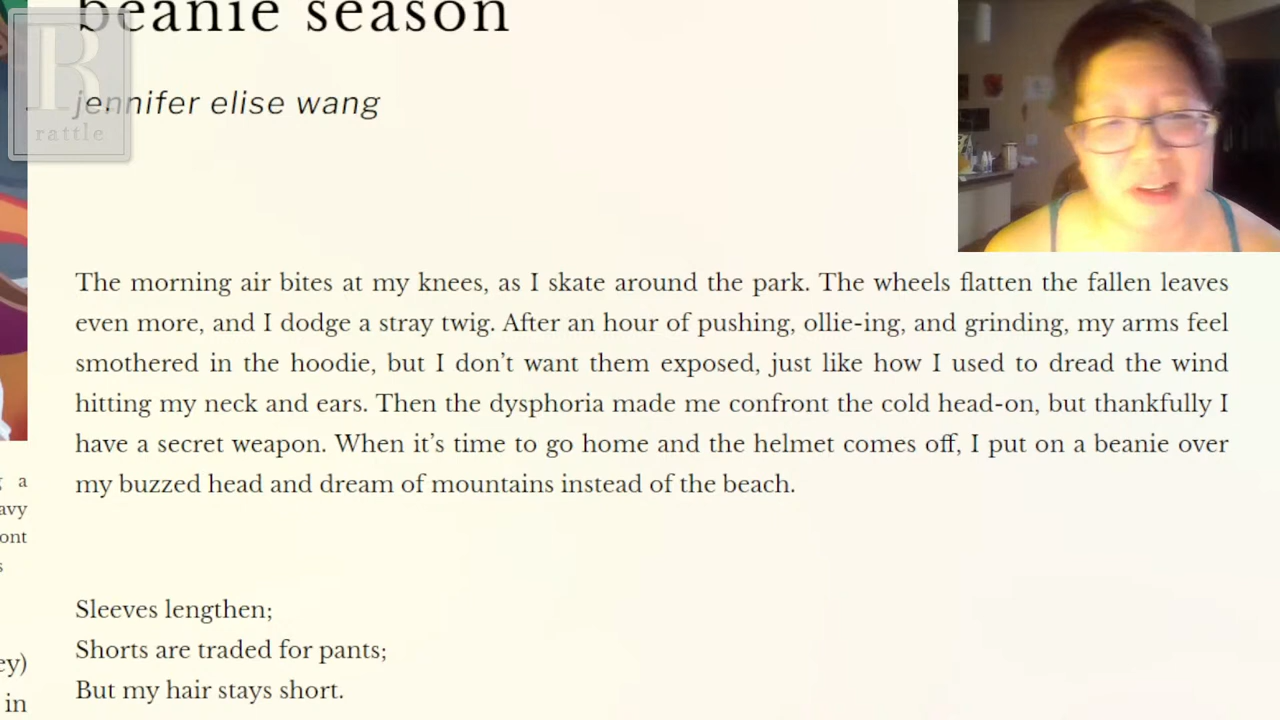 beanie season
R
rattle
jennifer elise wang
The morning air bites at my knees, as I skate around the park. The wheels flatten the fallen leaves
even more, and I dodge a stray twig. After an hour of pushing, ollie-ing, and grinding, my arms feel
smothered in the hoodie, but I don’t want them exposed, just like how I used to dread the wind
hitting my neck and ears. Then the dysphoria made me confront the cold head-on, but thankfully I
have a secret weapon. When it’s time to go home and the helmet comes off, I put on a beanie over
my buzzed head and dream of mountains instead of the beach.
Sleeves lengthen;
Shorts are traded for pants;
But my hair stays short.
a
in